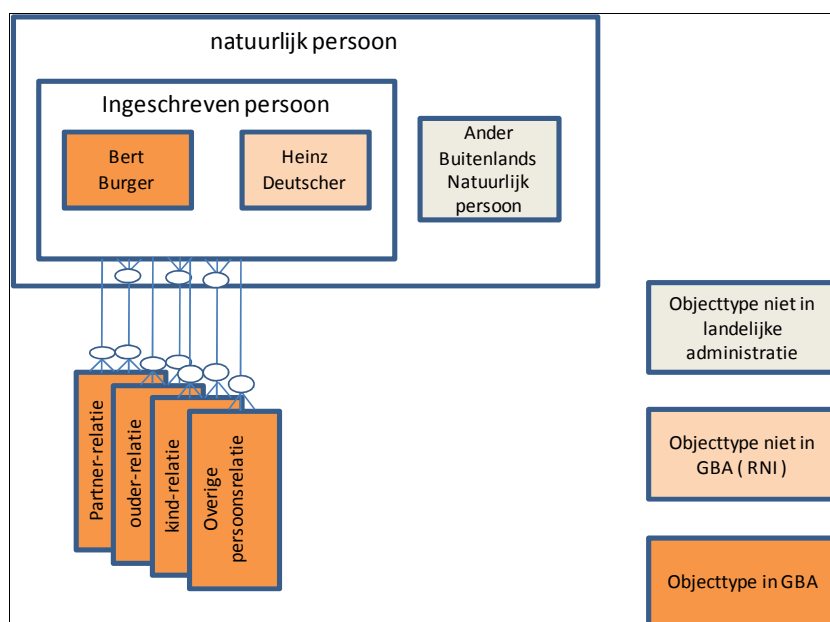 natuurlijk persoon
Ingeschreven persoon
Bert
Burger
Heinz
Deutscher
Ander
Buitenlands
Natuurlijk
persoon
Objecttype niet in
landelijke
administratie
Objecttype niet in
GBA ( RNI )
Objecttype in GBA
Partner-relatie
ouder-relatie
kind-relatie
Overige
persoonsrelatie